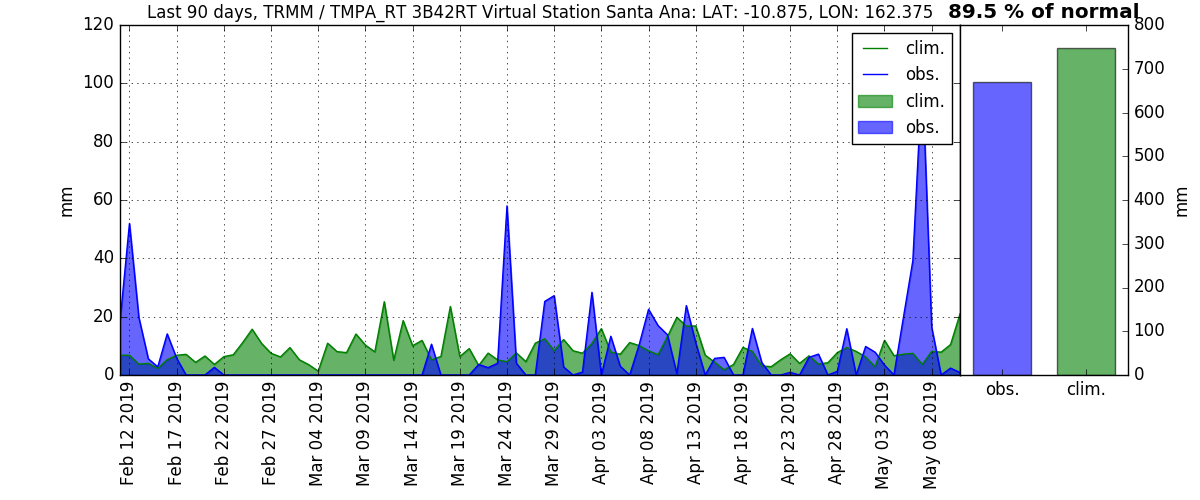 Last 90 days, TRMM / TMPA_RT 3B42RT Virtual Station Santa Ana: LAT: -10.875, LON: 162.375
89.5 % of normal
120
100
80
60
40
20
0
mm
clim.
obs.
clim.
obs.
800
700
600
500
400
300
200
100
0
mm
obs.
clim.
Feb 12 2019
Feb 17 2019
Feb 22 2019
Feb 27 2019
Mar 04 2019
Mar 09 2019
Mar 14 2019
Mar 19 2019
Mar 24 2019
Mar 29 2019
Apr 03 2019
Apr 08 2019
Apr 13 2019
Apr 18 2019
Apr 23 2019
Apr 28 2019
May 03 2019
May 08 2019